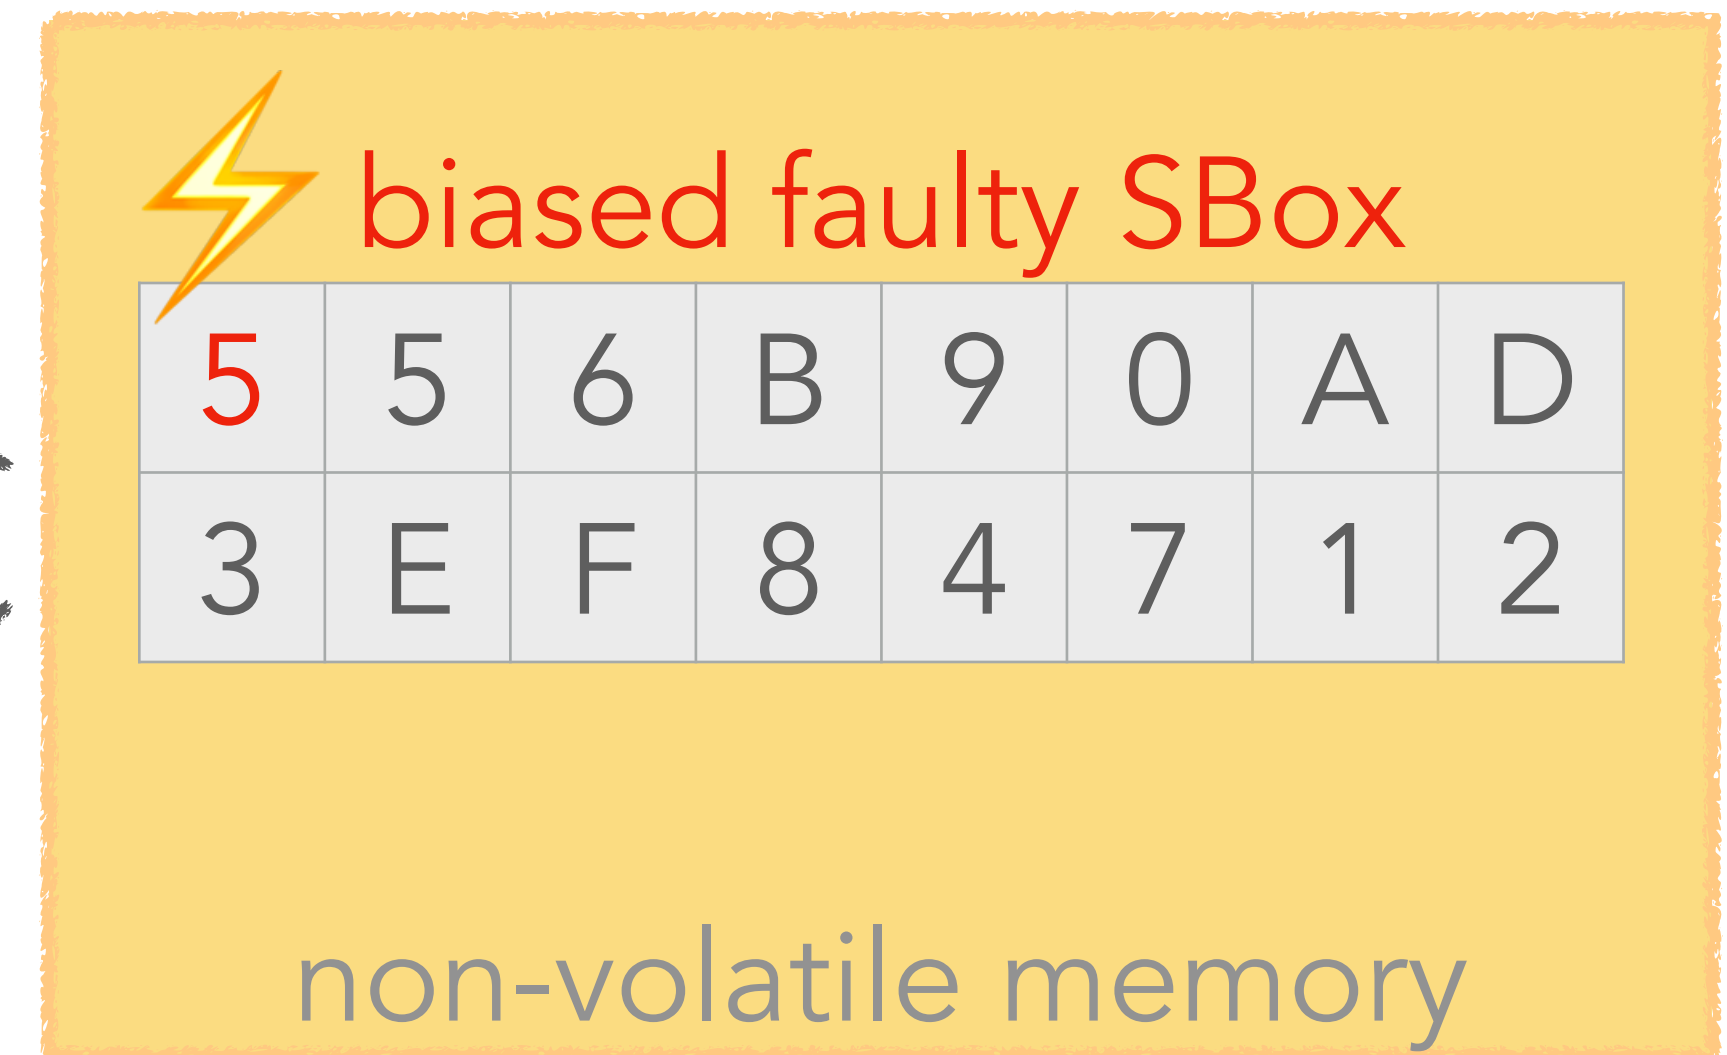 biased faulty SBox
5 5 6 B 9 0 A D
3 E F 8 4 7 1 2
non-volatile memory